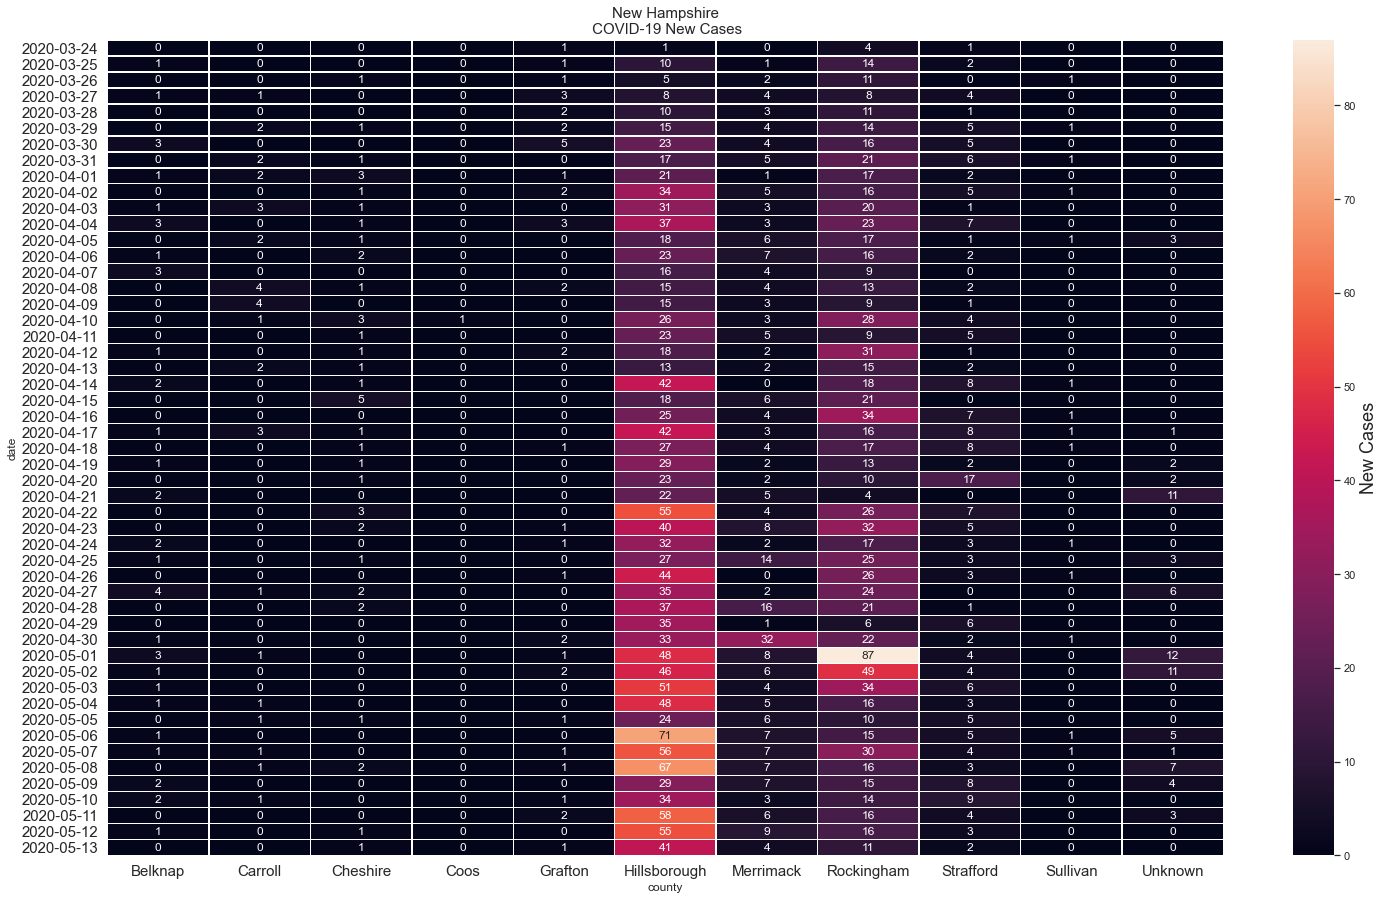 New Hampshire
COVID-19 New Cases
2020-03-24 0 0 0 0 1 1 0 4 1 0 0
2020-03-25 1 0 0 0 1 10 1 14 2 0 0
2020-03-26 0 0 1 0 1 5 2 11 0 1 0
2020-03-27 1 1 0 0 3 8 4 8 4 0 0
2020-03-28 0 0 0 0 2 10 3 11 1 0 0
2020-03-29 0 2 1 0 2 15 4 14 5 1 0
2020-03-30 3 0 0 0 5 23 4 16 5 0 0
2020-03-31 0 2 1 0 0 17 5 21 6 1 0
2020-04-01 1 2 3 0 1 21 1 17 2 0 0
2020-04-02 0 0 1 0 2 34 5 16 5 1 0
2020-04-03 1 3 1 0 0 31 3 20 1 0 0
2020-04-04 3 0 1 0 3 37 3 23 7 0 0
2020-04-05 0 2 1 0 0 18 6 17 1 1 3
2020-04-06 1 0 2 0 0 23 7 16 2 0 0
2020-04-07 3 0 0 0 0 16 4 9 0 0 0
2020-04-08 0 4 1 0 2 15 4 13 2 0 0
2020-04-09 0 4 0 0 0 15 3 9 1 0 0
2020-04-10 0 1 3 1 0 26 3 28 4 0 0
2020-04-11 0 0 1 0 0 23 5 9 5 0 0
2020-04-12 1 0 1 0 2 18 2 31 1 0 0
2020-04-13 0 2 1 0 0 13 2 15 2 0 0
2020-04-14 2 0 1 0 0 42 0 18 8 1 0
2020-04-15 0 0 5 0 0 18 6 21 0 0 0
2020-04-16 0 0 0 0 0 25 4 34 7 1 0
2020-04-17 1 3 1 0 0 42 3 16 8 1 1
2020-04-18 0 0 1 0 1 27 4 17 8 1 0
2020-04-19 1 0 1 0 0 29 2 13 2 0 2
2020-04-20 0 0 1 0 0 23 2 10 17 0 2
2020-04-21 2 0 0 0 0 22 5 4 0 0 11
2020-04-22 0 0 3 0 0 55 4 26 7 0 0
2020-04-23 0 0 2 0 1 40 8 32 5 0 0
2020-04-24 2 0 0 0 1 32 2 17 3 1 0
2020-04-25 1 0 1 0 0 27 14 25 3 0 3
2020-04-26 0 0 0 0 1 44 0 26 3 1 0
2020-04-27 4 1 2 0 0 35 2 24 0 0 6
2020-04-28 0 0 2 0 0 37 16 21 1 0 0
2020-04-29 0 0 0 0 0 35 1 6 6 0 0
2020-04-30 1 0 0 0 2 33 32 22 2 1 0
2020-05-01 3 1 0 0 1 48 8 87 4 0 12
2020-05-02 1 0 0 0 2 46 6 49 4 0 11
2020-05-03 1 0 0 0 0 51 4 34 6 0 0
2020-05-04 1 1 0 0 0 48 5 16 3 0 0
2020-05-05 0 1 1 0 1 24 6 10 5 0 0
2020-05-06 1 0 0 0 0 71 7 15 5 1 5
2020-05-07 1 1 0 0 1 56 7 30 4 1 1
2020-05-08 0 1 2 0 1 67 7 16 3 0 7
2020-05-09 2 0 0 0 0 29 7 15 8 0 4
2020-05-10 2 1 0 0 1 34 3 14 9 0 0
2020-05-11 0 0 0 0 2 58 6 16 4 0 3
2020-05-12 1 0 1 0 0 55 9 16 3 0 0
2020-05-13 0 0 1 0 1 41 4 11 2 0 0
date
Belknap Carroll Cheshire Coos Grafton Hillsborough Merrimack Rockingham Strafford Sullivan Unknown
county
80
70
60
50
40
30
20
10
0
New Cases